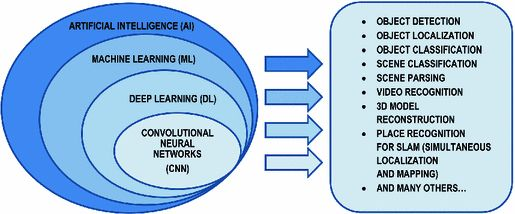 ARTIFICIAL INTELLIGENCE (AI)
MACHINE LEARNING (ML)
DEEP LEARNING (DL)
CONVOLUTIONAL
NEURAL
NETWORKS
(CNN)
• OBJECT DETECTION
• OBJECT LOCALIZATION
• OBJECT CLASSIFICATION
• SCENE CLASSIFICATION
• SCENE PARSING
• VIDEO RECOGNITION
• 3D MODEL
RECONSTRUCTION
• PLACE RECOGNITION
FOR SLAM (SIMULTANEOUS
LOCALIZATION
AND MAPPING)
• AND MANY OTHERS...